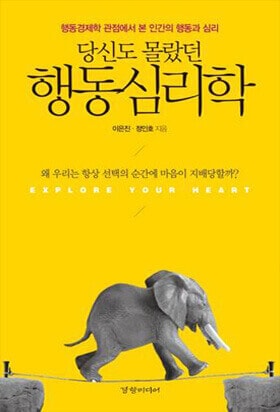 행동경제학 관점에서 본 인간의 행동과 심리
당신도 몰랐던
행동심리학
이은진 · 정인호 지음
왜 우리는 항상 선택의 순간에 마음이 지배당할까?
EXPLORE YOUR HEART
경향미디어